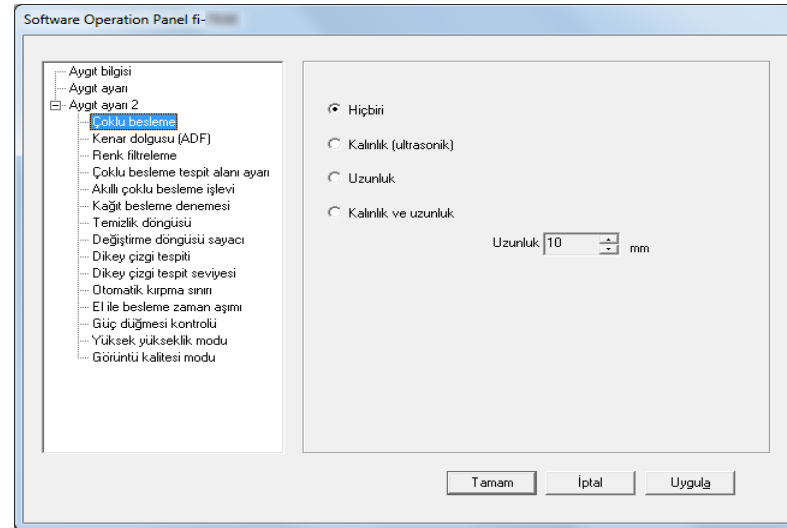 Software Operation Panel fi-
Aygıt bilgisi
Aygıt ayarı
Aygıt ayarı 2
Çoklu besleme
Kenar dolgusu (ADF)
Renk filtreleme
Çoklu besleme tespit alanı ayarı
Akıllı çoklu besleme işlevi
Kağıt besleme denemesi
Temizlik döngüsü
Değiştirme döngüsü sayacı
Dikey çizgi tespiti
Dikey çizgi tespit seviyesi
Otomatik kırpma sınırı
El ile besleme zaman aşımı
Güç düğmesi kontrolü
Yüksek yükseklik modu
Görüntü kalitesi modu
Hiçbiri
Kalınlık (ultrasonik)
Uzunluk
Kalınlık ve uzunluk
Uzunluk 10 mm
Tamam İptal Uygula